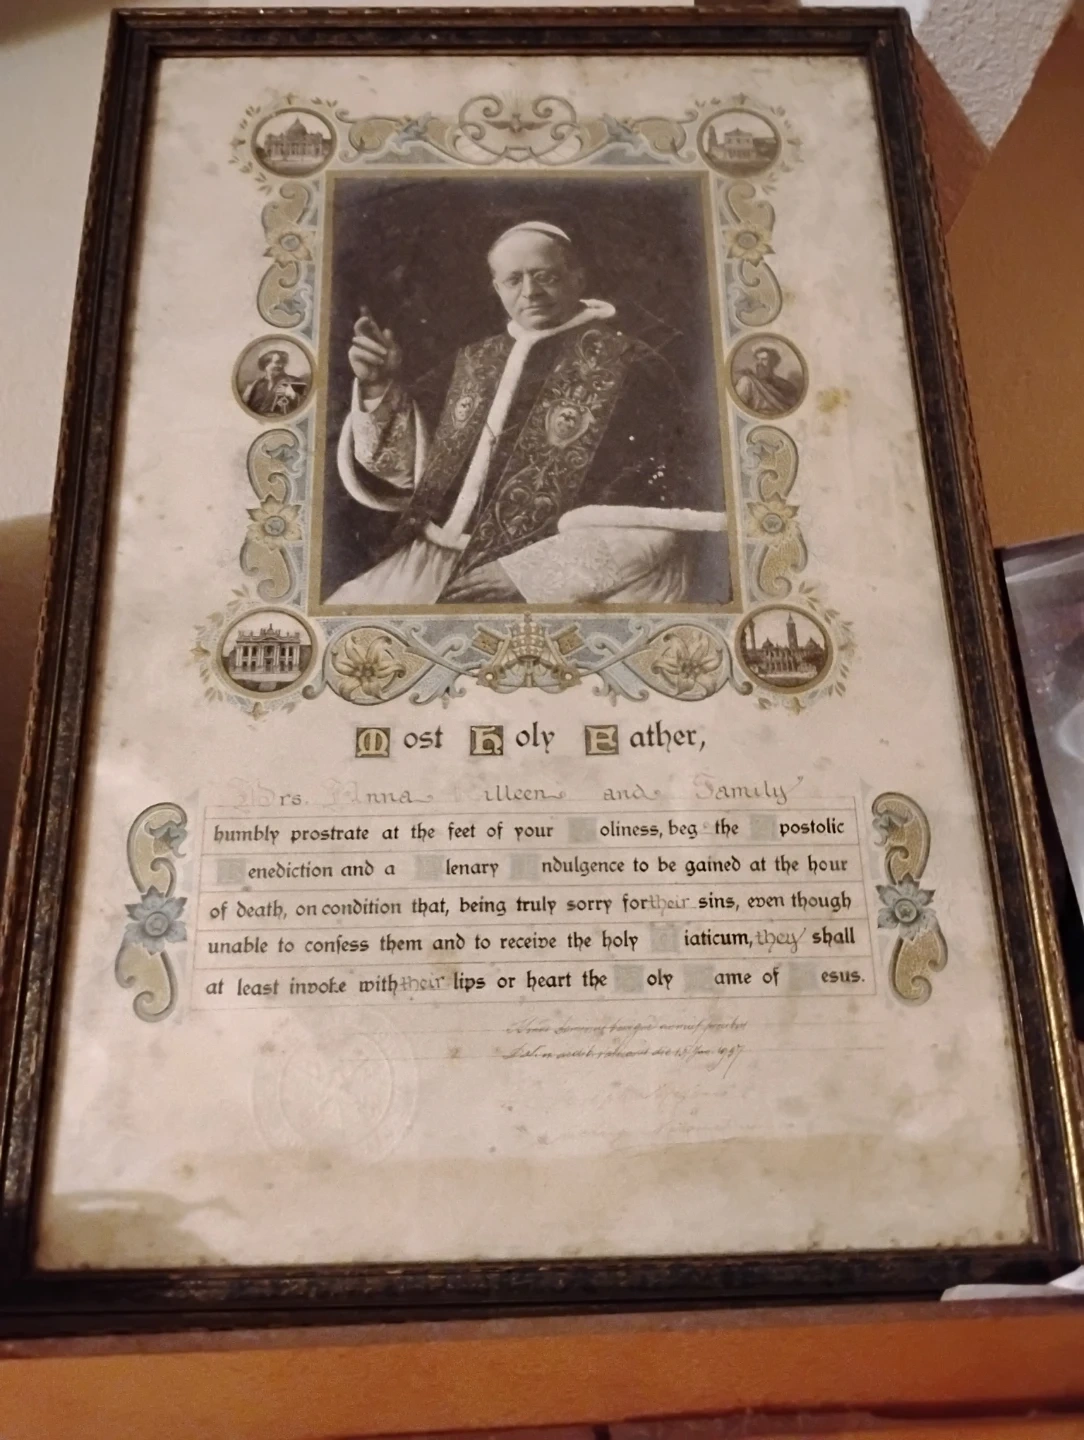 Most Holy Father,
Mrs. Anna illeen and Family
humbly prostrate at the feet of your oliness, beg the postolic
enediction and a lenary ndulgence to be gained at the hour
of death, on condition that, being truly sorry for their sins, even though
unable to confess them and to receive the holy iaticum, they shall
at least invoke with their lips or heart the oly ame of esus.